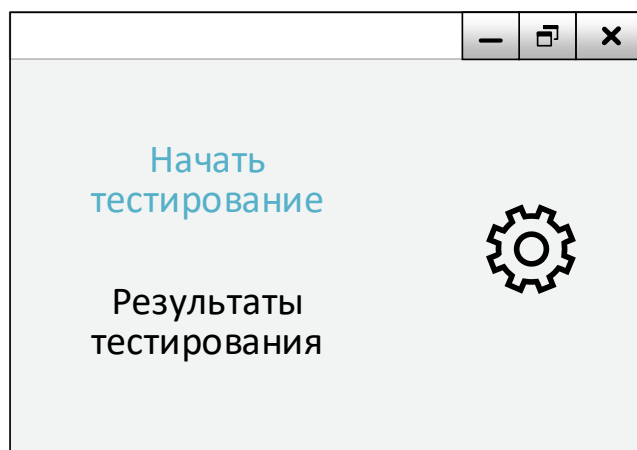 Начать
тестирование
Результаты
тестирования